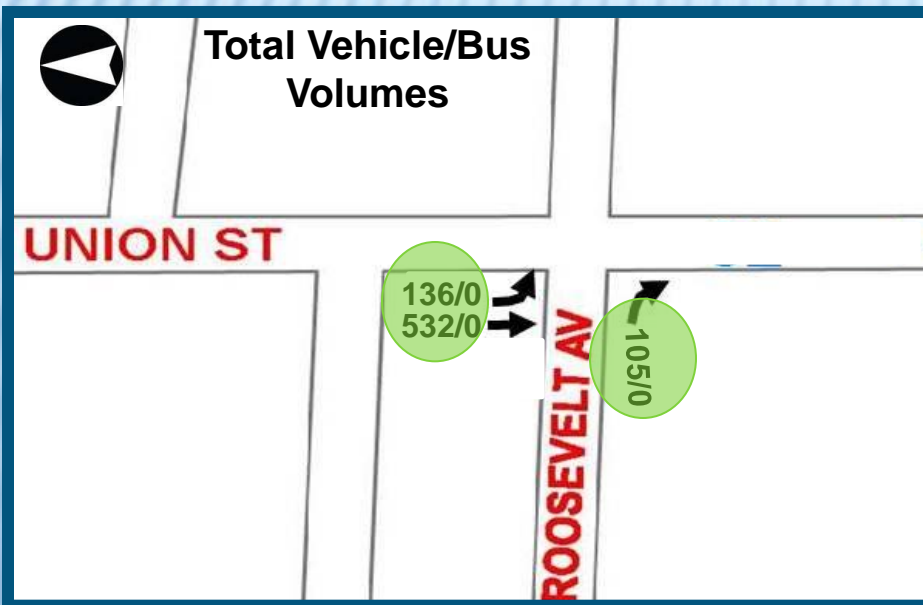 Total Vehicle/Bus
Volumes
UNION ST
136/0
532/0
105/0
ROOSEVELT AV